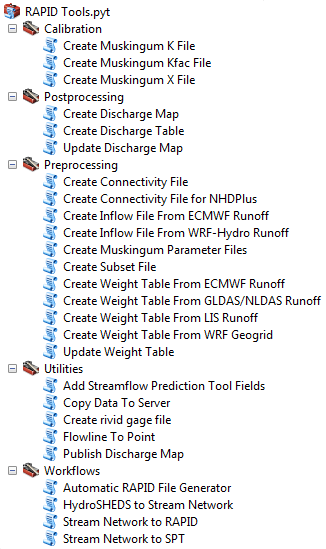 RAPID Tools.pyt
Calibration
Create Muskingum K File
Create Muskingum Kfac File
Create Muskingum X File
Postprocessing
Create Discharge Map
Create Discharge Table
Update Discharge Map
Preprocessing
Create Connectivity File
Create Connectivity File for NHDPlus
Create Inflow File From ECMWF Runoff
Create Inflow File From WRF-Hydro Runoff
Create Muskingum Parameter Files
Create Subset File
Create Weight Table From ECMWF Runoff
Create Weight Table From GLDAS/NLDAS Runoff
Create Weight Table From LIS Runoff
Create Weight Table From WRF Geogrid
Update Weight Table
Utilities
Add Streamflow Prediction Tool Fields
Copy Data To Server
Create rivid gage file
Flowline To Point
Publish Discharge Map
Workflows
Automatic RAPID File Generator
HydroSHEDS to Stream Network
Stream Network to RAPID
Stream Network to SPT